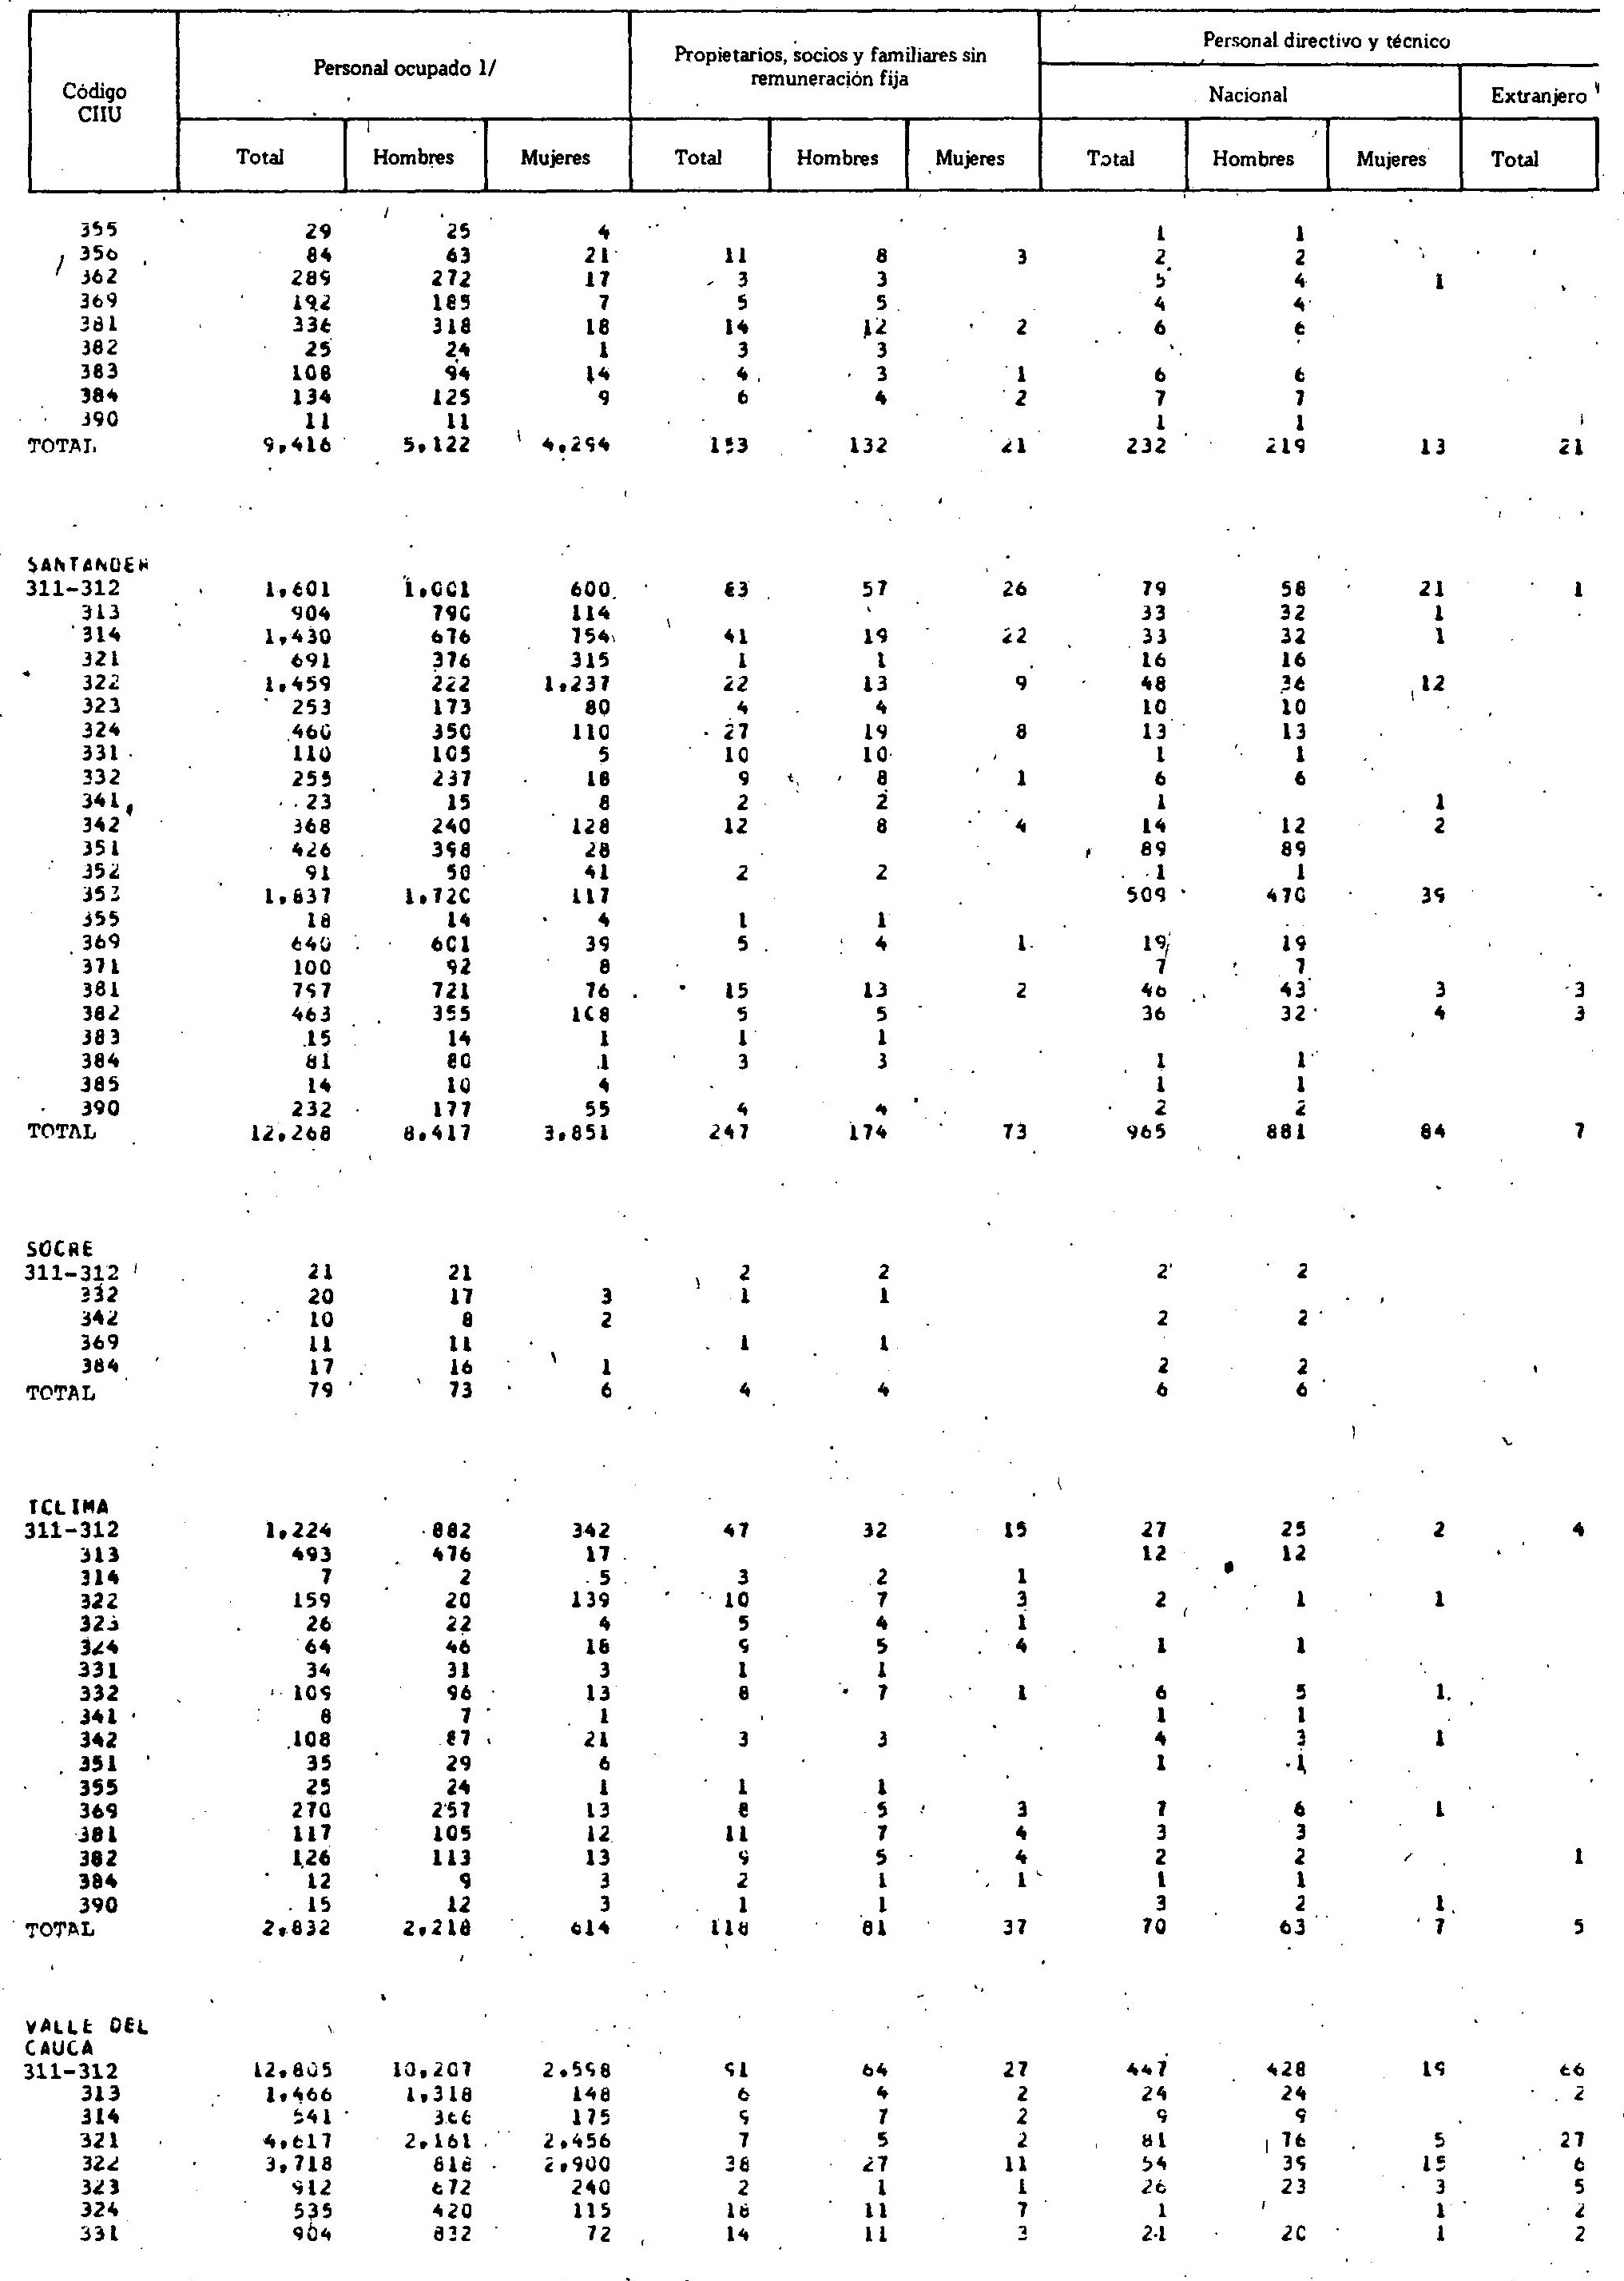 Código CIIU
Personal ocupado 1/
Propietarios, socios y familiares sin remuneración fija
Personal directivo y técnico
Nacional Extranjero
Total Hombres Mujeres Total Hombres Mujeres Total Hombres Mujeres Total
355 29 25 4 1 1
356 84 63 21 11 8 3 2 2
362 289 272 17 3 3 5 4 1
369 192 185 7 5 5 4 4
381 336 318 18 14 12 2 6 6
382 25 24 1 3 3
383 108 94 14 4 3 1 6 6
384 134 125 9 6 4 2 7 7
390 11 11 1 1
TOTAL 9,416 5,122 4,294 153 132 21 232 219 13 21
SANTANDER
311-312 1,601 1,001 600 83 57 26 79 58 21 1
313 904 790 114 33 32 1
314 1,430 676 754 41 19 22 33 32 1
321 691 376 315 1 1 16 16
322 1,459 222 1,237 22 13 9 48 36 12
323 253 173 80 4 4 10 10
324 460 350 110 27 19 8 13 13
331 110 105 5 10 10 1 1
332 255 237 18 9 8 1 6 6
341 23 15 8 2 2 1 1
342 368 240 128 12 8 4 14 12 2
351 426 398 28 89 89
352 91 50 41 2 2 1 1
353 1,837 1,720 117 509 470 39
355 18 14 4 1 1
369 640 601 39 5 4 1 19 19
371 100 92 8 7 7
381 797 721 76 15 13 2 46 43 3 3
382 463 355 108 5 5 36 32 4 3
383 15 14 1 1 1
384 81 80 1 3 3 1 1
385 14 10 4 1 1
390 232 177 55 4 4 2 2
TOTAL 12,268 8,417 3,851 247 174 73 965 881 84 7
SOCRE
311-312 21 21 2 2 2 2
332 20 17 3 1 1
342 10 8 2 2 2
369 11 11 1 1
384 17 16 1 2 2
TOTAL 79 73 6 4 4 6 6
TCLIMA
311-312 1,224 882 342 47 32 15 27 25 2 4
313 493 476 17 12 12
314 7 2 5 3 2 1
322 159 20 139 10 7 3 2 1 1
323 26 22 4 5 4 1
324 64 46 18 9 5 4 1 1
331 34 31 3 1 1
332 109 96 13 8 7 1 6 5 1
341 8 7 1 1 1
342 108 87 21 3 3 4 3 1
351 35 29 6 1 1
355 25 24 1 1 1
369 270 257 13 8 5 3 7 6 1
381 117 105 12 11 7 4 3 3
382 126 113 13 9 5 4 2 2 1
384 12 9 3 2 1 1 1 1
390 15 12 3 1 1 3 2 1
TOTAL 2,832 2,218 614 118 81 37 70 63 7 5
VALLE DEL
CAUCA
311-312 12,805 10,207 2,598 91 64 27 447 428 19 66
313 1,466 1,318 148 6 4 2 24 24 2
314 541 366 175 9 7 2 9 9
321 4,617 2,161 2,456 7 5 2 81 76 5 27
322 3,718 818 2,900 38 27 11 54 39 15 6
323 912 672 240 2 1 1 26 23 3 5
324 535 420 115 18 11 7 1 1 2
331 904 832 72 14 11 3 21 20 1 2